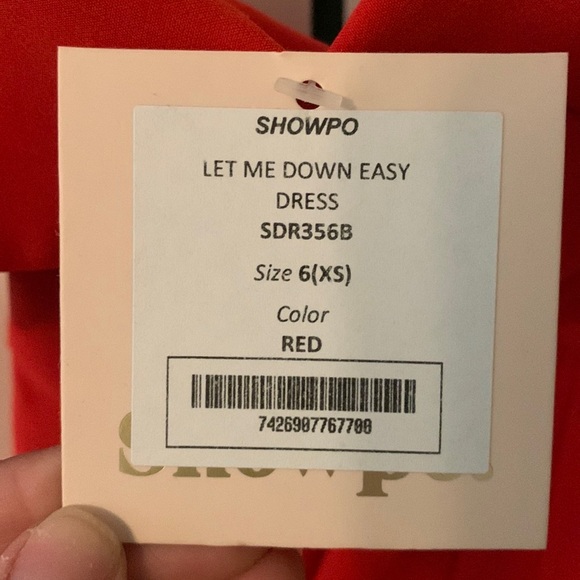 SHOWPO
LET ME DOWN EASY
DRESS
SDR356B
Size 6(XS)
Color
RED
7426907767700
Showpo.